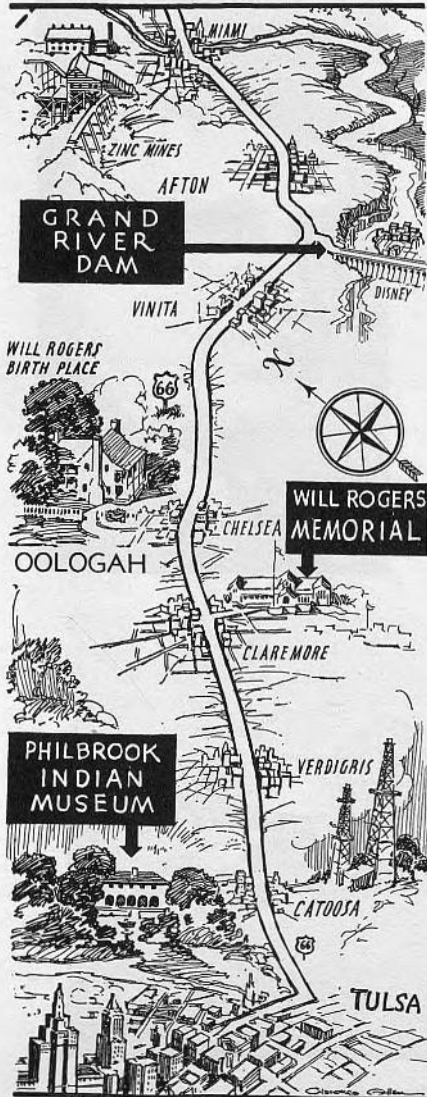 MIAMI
ZINC MINES
AFTON
GRAND
RIVER
DAM
DISNEY
VINITA
WILL ROGERS
BIRTH PLACE
66
N
WILL ROGERS
MEMORIAL
CHELSEA
OOLOGAH
CLAREMORE
PHILBROOK
INDIAN
MUSEUM
VERDIGRIS
CATOOSA
66
TULSA